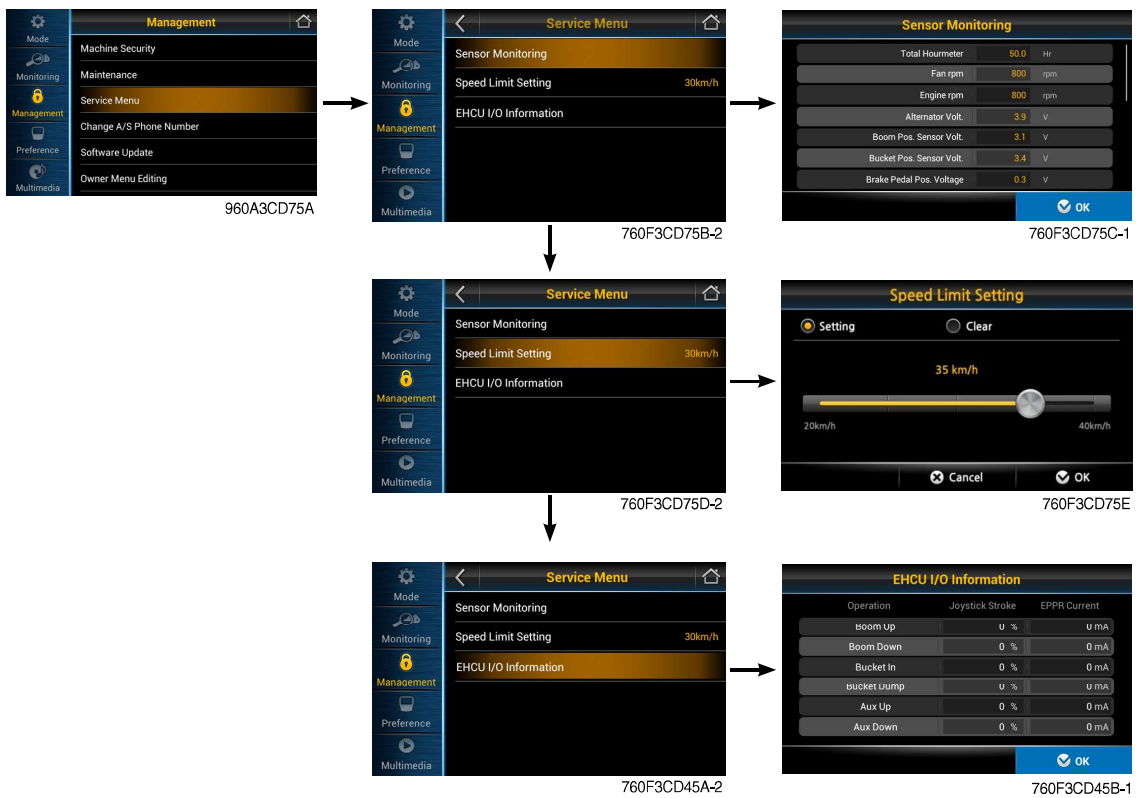 Management
Mode
Monitoring
Management
Preference
Multimedia
Machine Security
Maintenance
Service Menu
Change A/S Phone Number
Software Update
Owner Menu Editing
960A3CD75A
Service Menu
Mode
Monitoring
Management
Preference
Multimedia
Sensor Monitoring
Speed Limit Setting 30km/h
EHCU I/O Information
760F3CD75B-2
Sensor Monitoring
Total Hourmeter 50.0 Hr
Fan rpm 800 rpm
Engine rpm 800 rpm
Alternator Volt. 3.9 V
Boom Pos. Sensor Volt. 3.1 V
Bucket Pos. Sensor Volt. 3.4 V
Brake Pedal Pos. Voltage 0.3 V
OK
760F3CD75C-1
Service Menu
Mode
Monitoring
Management
Preference
Multimedia
Sensor Monitoring
Speed Limit Setting 30km/h
EHCU I/O Information
760F3CD75D-2
Speed Limit Setting
Setting Clear
35 km/h
20km/h 40km/h
Cancel OK
760F3CD75E
Service Menu
Mode
Monitoring
Management
Preference
Multimedia
Sensor Monitoring
Speed Limit Setting 30km/h
EHCU I/O Information
760F3CD45A-2
EHCU I/O Information
Operation Joystick Stroke EPPR Current
Boom Up 0 % 0 mA
Boom Down 0 % 0 mA
Bucket In 0 % 0 mA
Bucket Dump 0 % 0 mA
Aux Up 0 % 0 mA
Aux Down 0 % 0 mA
OK
760F3CD45B-1